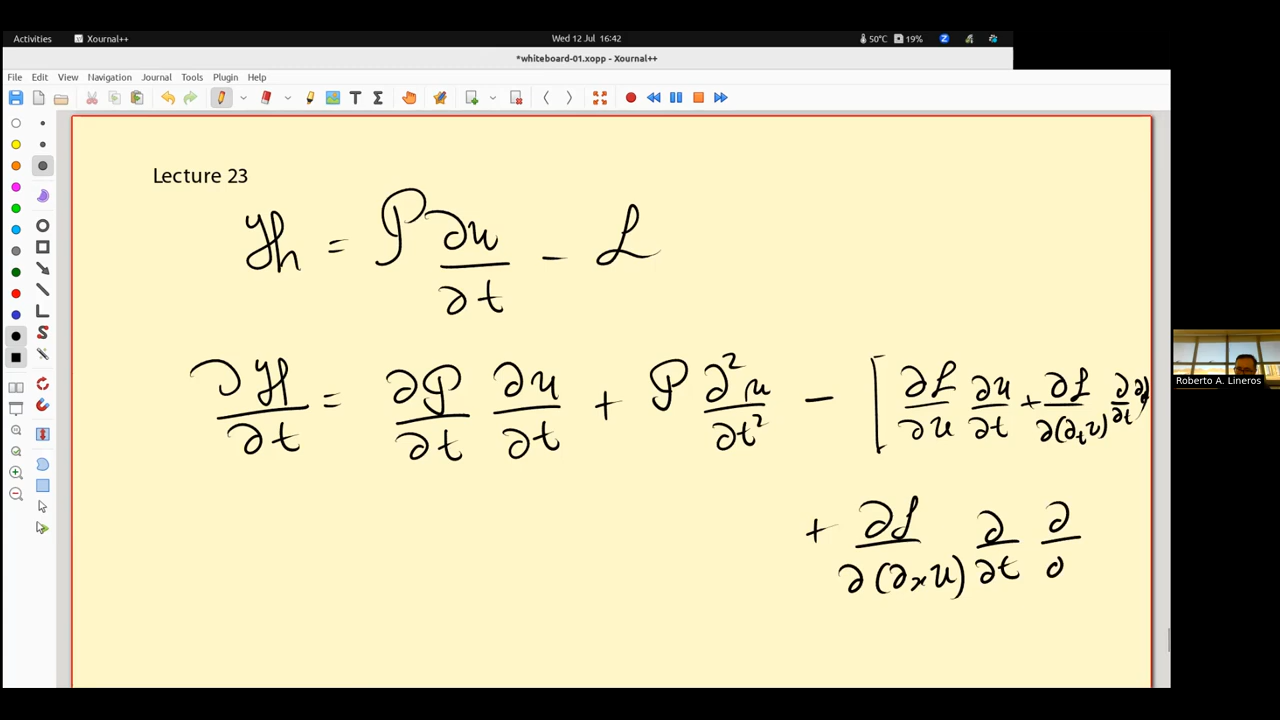 Activities Xournal++ Wed 12 Jul 16:42 50°C 19%
*whiteboard-01.xopp - Xournal++
File Edit View Navigation Journal Tools Plugin Help
Lecture 23
ℋ = 𝒫 ∂u/∂t - ℒ
∂ℋ/∂t = ∂𝒫/∂t ∂u/∂t + 𝒫 ∂²u/∂t² - [ ∂ℒ/∂u ∂u/∂t + ∂ℒ/∂(∂ₜu) ∂/∂t
+ ∂ℒ/∂(∂ₓu) ∂/∂t ∂
Roberto A. Lineros